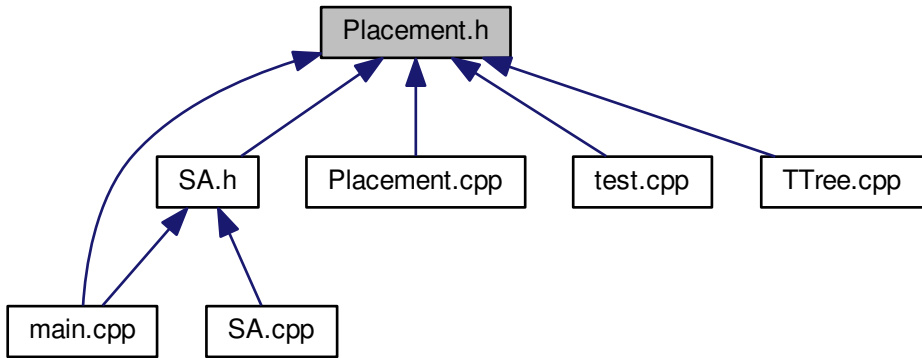 Placement.h
SA.h
Placement.cpp
test.cpp
TTree.cpp
main.cpp
SA.cpp